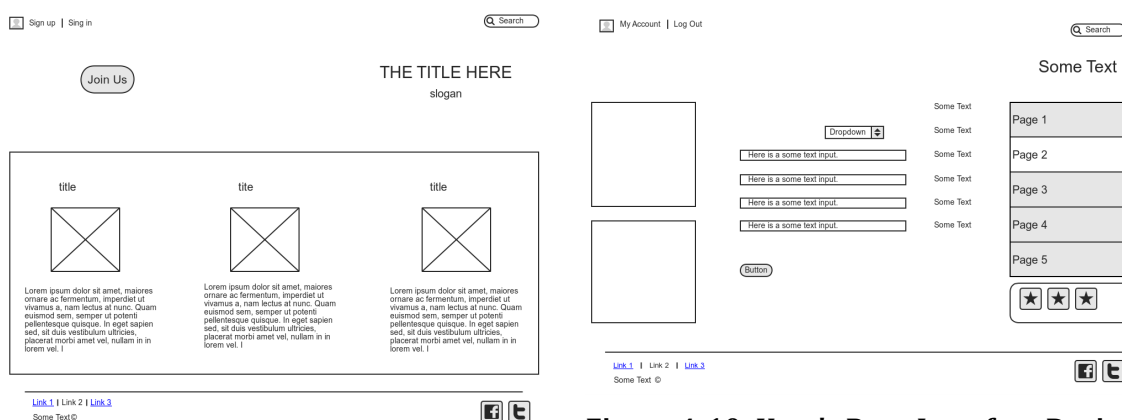 Sign up | Sing in
Search
Join Us
THE TITLE HERE
slogan
title
tite
title
Lorem ipsum dolor sit amet, maiores
ornare ac fermentum, imperdiet ut
vivamus a, nam lectus at nunc. Quam
euismod sem, semper ut potenti
pellentesque quisque. In eget sapien
sed, sit duis vestibulum ultricies,
placerat morbi amet vel, nullam in in
lorem vel. I
Lorem ipsum dolor sit amet, maiores
ornare ac fermentum, imperdiet ut
vivamus a, nam lectus at nunc. Quam
euismod sem, semper ut potenti
pellentesque quisque. In eget sapien
sed, sit duis vestibulum ultricies,
placerat morbi amet vel, nullam in in
lorem vel. I
Lorem ipsum dolor sit amet, maiores
ornare ac fermentum, imperdiet ut
vivamus a, nam lectus at nunc. Quam
euismod sem, semper ut potenti
pellentesque quisque. In eget sapien
sed, sit duis vestibulum ultricies,
placerat morbi amet vel, nullam in in
lorem vel. I
Link 1 | Link 2 | Link 3
Some Text©
My Account | Log Out
Search
Some Text
Some Text
Dropdown
Some Text
Here is a some text input.
Some Text
Here is a some text input.
Some Text
Here is a some text input.
Some Text
Here is a some text input.
Some Text
Button
Page 1
Page 2
Page 3
Page 4
Page 5
Link 1 | Link 2 | Link 3
Some Text ©